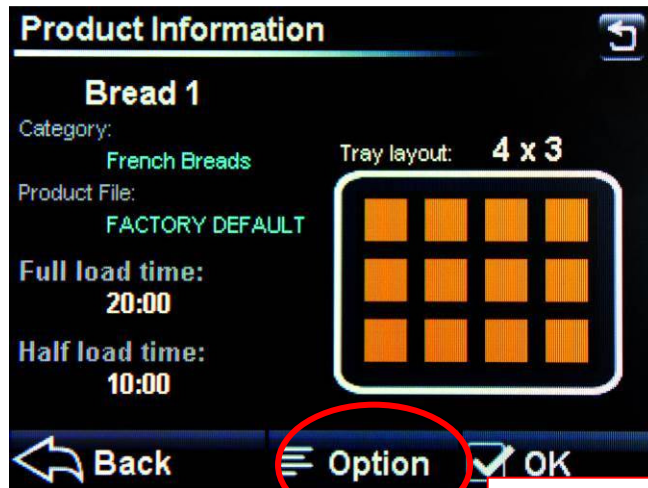 Product Information
Bread 1
Category:
French Breads
Product File:
FACTORY DEFAULT
Full load time:
20:00
Half load time:
10:00
Tray layout: 4 x 3
Back
Option
OK